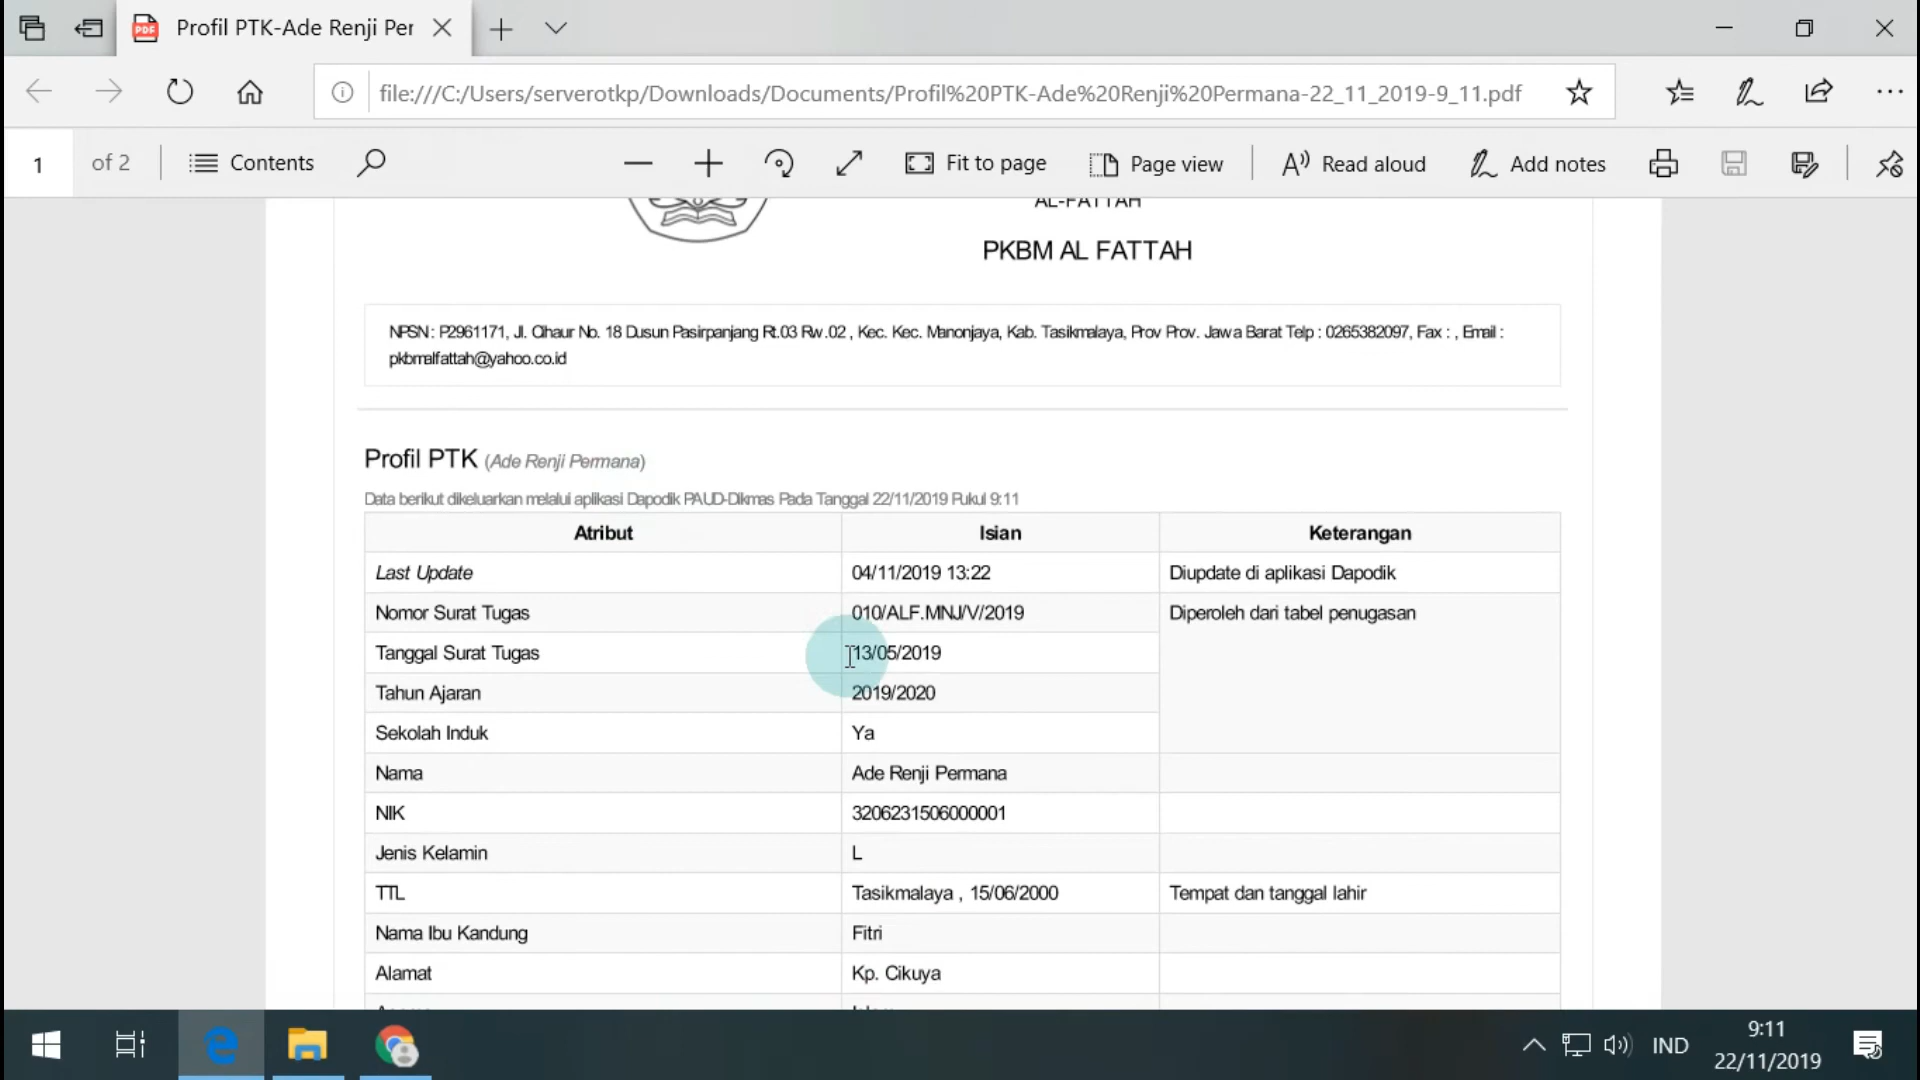 Profil PTK-Ade Renji Per
file:///C:/Users/serverotkp/Downloads/Documents/Profil%20PTK-Ade%20Renji%20Permana-22_11_2019-9_11.pdf
1 of 2 Contents Fit to page Page view Read aloud Add notes
AL-FATTAH
PKBM AL FATTAH
NPSN : P2961171, Jl. Cihaur No. 18 Dusun Pasirpanjang Rt.03 Rw.02 , Kec. Kec. Manonjaya, Kab. Tasikmalaya, Prov Prov. Jawa Barat Telp : 0265382097, Fax : , Email :
pkbmalfattah@yahoo.co.id
Profil PTK (Ade Renji Permana)
Data berikut dikeluarkan melalui aplikasi Dapodik PAUD-Dikmas Pada Tanggal 22/11/2019 Pukul 9:11
Atribut Isian Keterangan
Last Update 04/11/2019 13:22 Diupdate di aplikasi Dapodik
Nomor Surat Tugas 010/ALF.MNJ/V/2019 Diperoleh dari tabel penugasan
Tanggal Surat Tugas 13/05/2019
Tahun Ajaran 2019/2020
Sekolah Induk Ya
Nama Ade Renji Permana
NIK 3206231506000001
Jenis Kelamin L
TTL Tasikmalaya , 15/06/2000 Tempat dan tanggal lahir
Nama Ibu Kandung Fitri
Alamat Kp. Cikuya
IND 9:11
22/11/2019